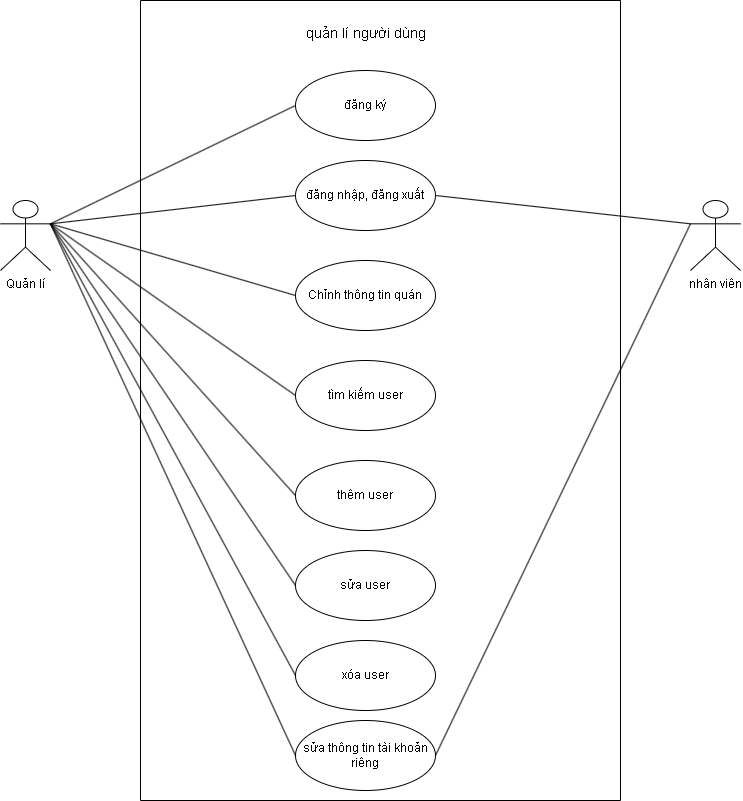 quản lí người dùng
đăng ký
đăng nhập, đăng xuất
Chỉnh thông tin quán
tìm kiếm user
thêm user
sửa user
xóa user
sửa thông tin tài khoản
riêng
Quản lí
nhân viên